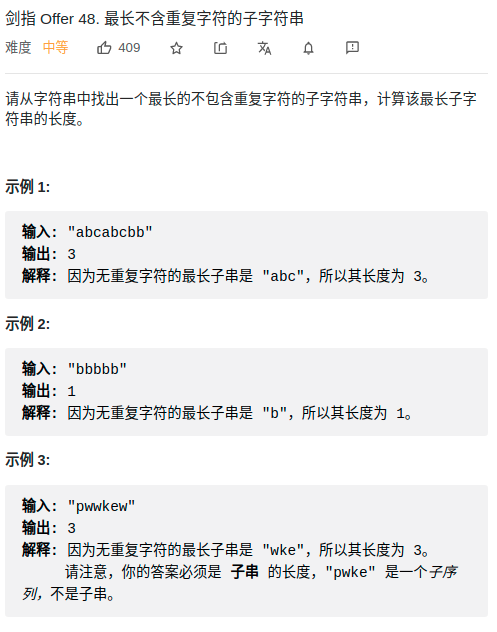 剑指 Offer 48. 最长不含重复字符的子字符串
难度 中等 409
请从字符串中找出一个最长的不包含重复字符的子字符串，计算该最长子字
符串的长度。
示例 1:
输入: "abcabcbb"
输出: 3
解释: 因为无重复字符的最长子串是 "abc"，所以其长度为 3。
示例 2:
输入: "bbbbb"
输出: 1
解释: 因为无重复字符的最长子串是 "b"，所以其长度为 1。
示例 3:
输入: "pwwkew"
输出: 3
解释: 因为无重复字符的最长子串是 "wke"，所以其长度为 3。
请注意，你的答案必须是 子串 的长度，"pwke" 是一个子序
列，不是子串。